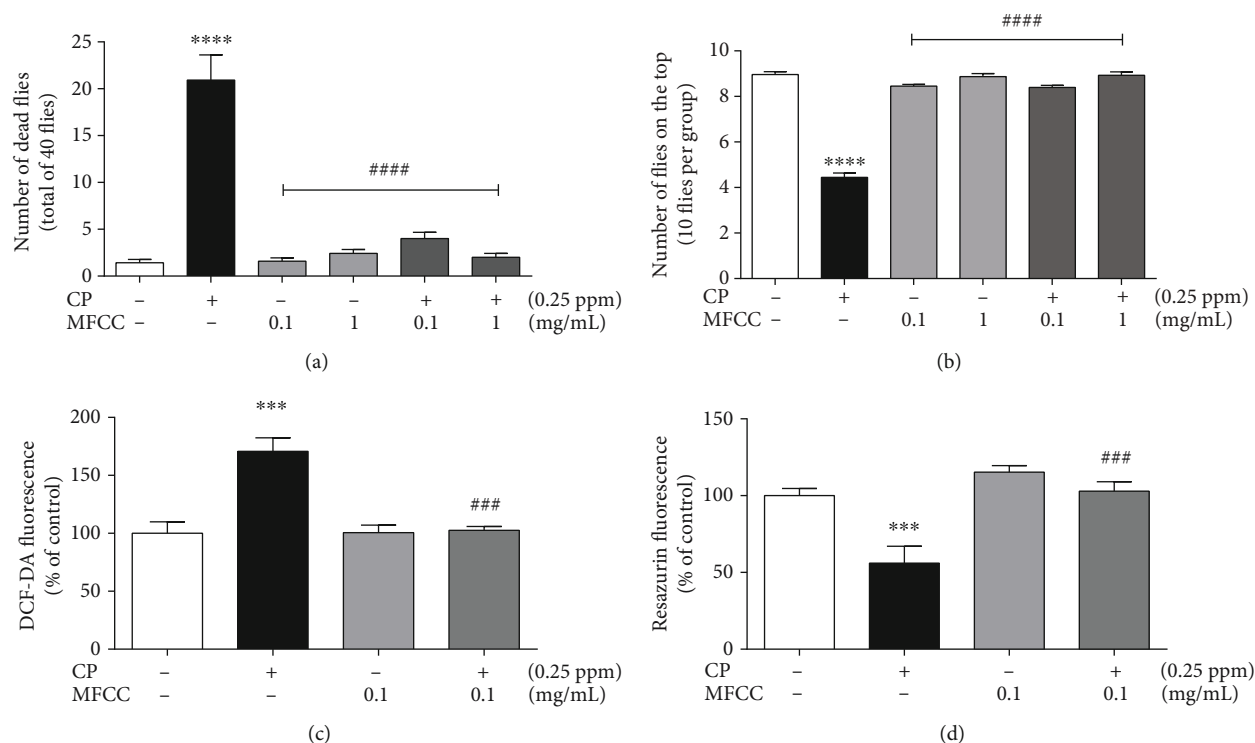 Number of dead flies
(total of 40 flies)
25
20
15
10
5
0
****
####
CP – + – – + + (0.25 ppm)
MFCC – – 0.1 1 0.1 1 (mg/mL)
(a)
Number of flies on the top
(10 flies per group)
10
8
6
4
2
0
****
####
CP – + – – + + (0.25 ppm)
MFCC – – 0.1 1 0.1 1 (mg/mL)
(b)
DCF-DA fluorescence
(% of control)
200
150
100
50
0
***
###
CP – + – + (0.25 ppm)
MFCC – – 0.1 0.1 (mg/mL)
(c)
Resazurin fluorescence
(% of control)
150
100
50
0
***
###
CP – + – + (0.25 ppm)
MFCC – – 0.1 0.1 (mg/mL)
(d)